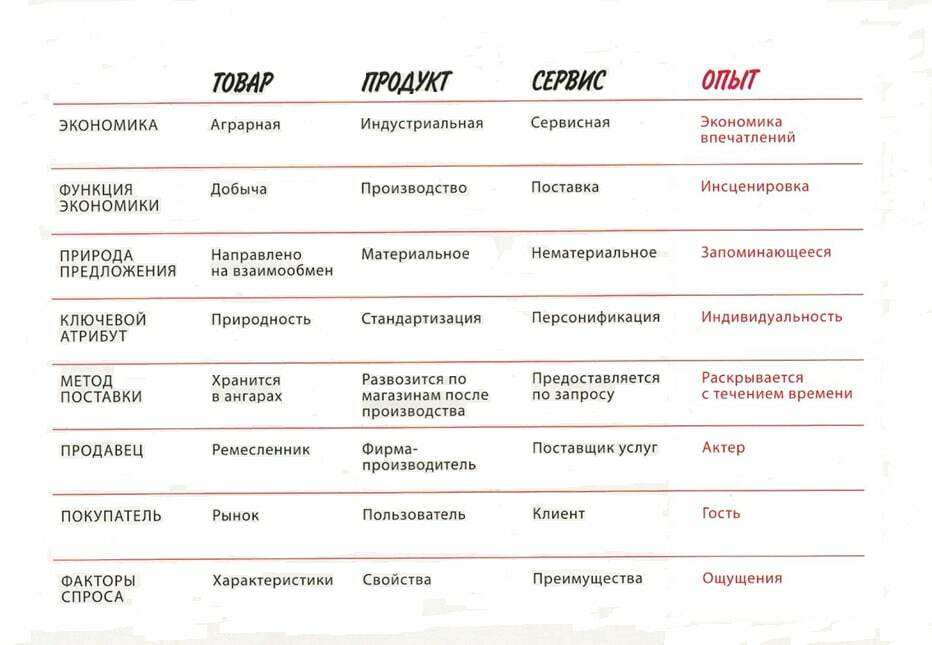 ТОВАР ПРОДУКТ СЕРВИС ОПЫТ
ЭКОНОМИКА Аграрная Индустриальная Сервисная Экономика
впечатлений
ФУНКЦИЯ Добыча Производство Поставка Инсценировка
ЭКОНОМИКИ
ПРИРОДА Направлено Материальное Нематериальное Запоминающееся
ПРЕДЛОЖЕНИЯ на взаимообмен
КЛЮЧЕВОЙ Природность Стандартизация Персонификация Индивидуальность
АТРИБУТ
МЕТОД Хранится Развозится по Предоставляется Раскрывается
ПОСТАВКИ в ангарах магазинам после по запросу с течением времени
производства
ПРОДАВЕЦ Ремесленник Фирма- Поставщик услуг Актер
производитель
ПОКУПАТЕЛЬ Рынок Пользователь Клиент Гость
ФАКТОРЫ Характеристики Свойства Преимущества Ощущения
СПРОСА